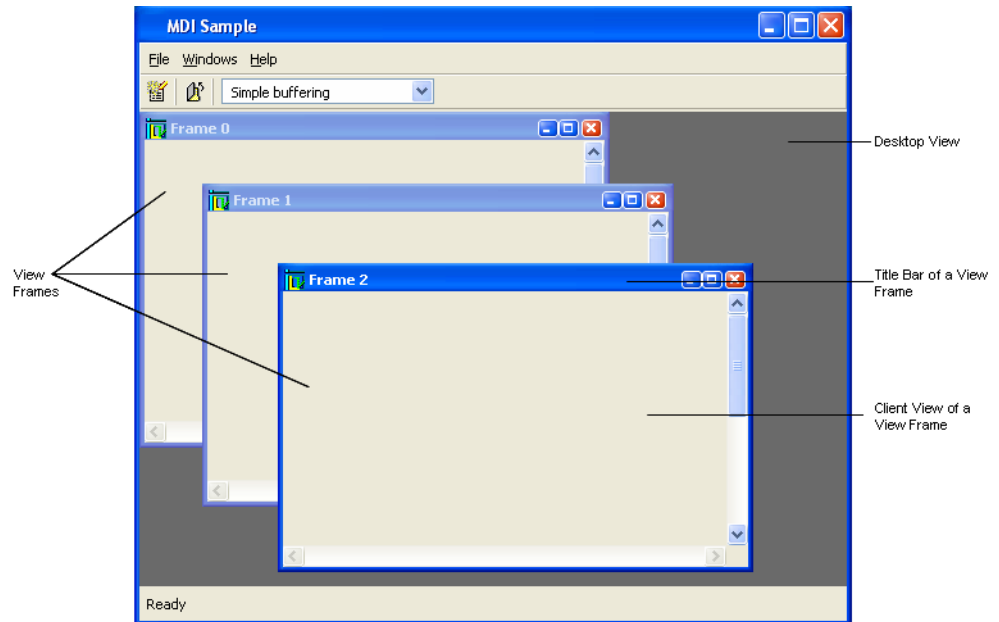 MDI Sample
File Windows Help
Simple buffering
Frame 0
Desktop View
Frame 1
View
Frames
Frame 2
Title Bar of a View
Frame
Client View of a
View Frame
Ready